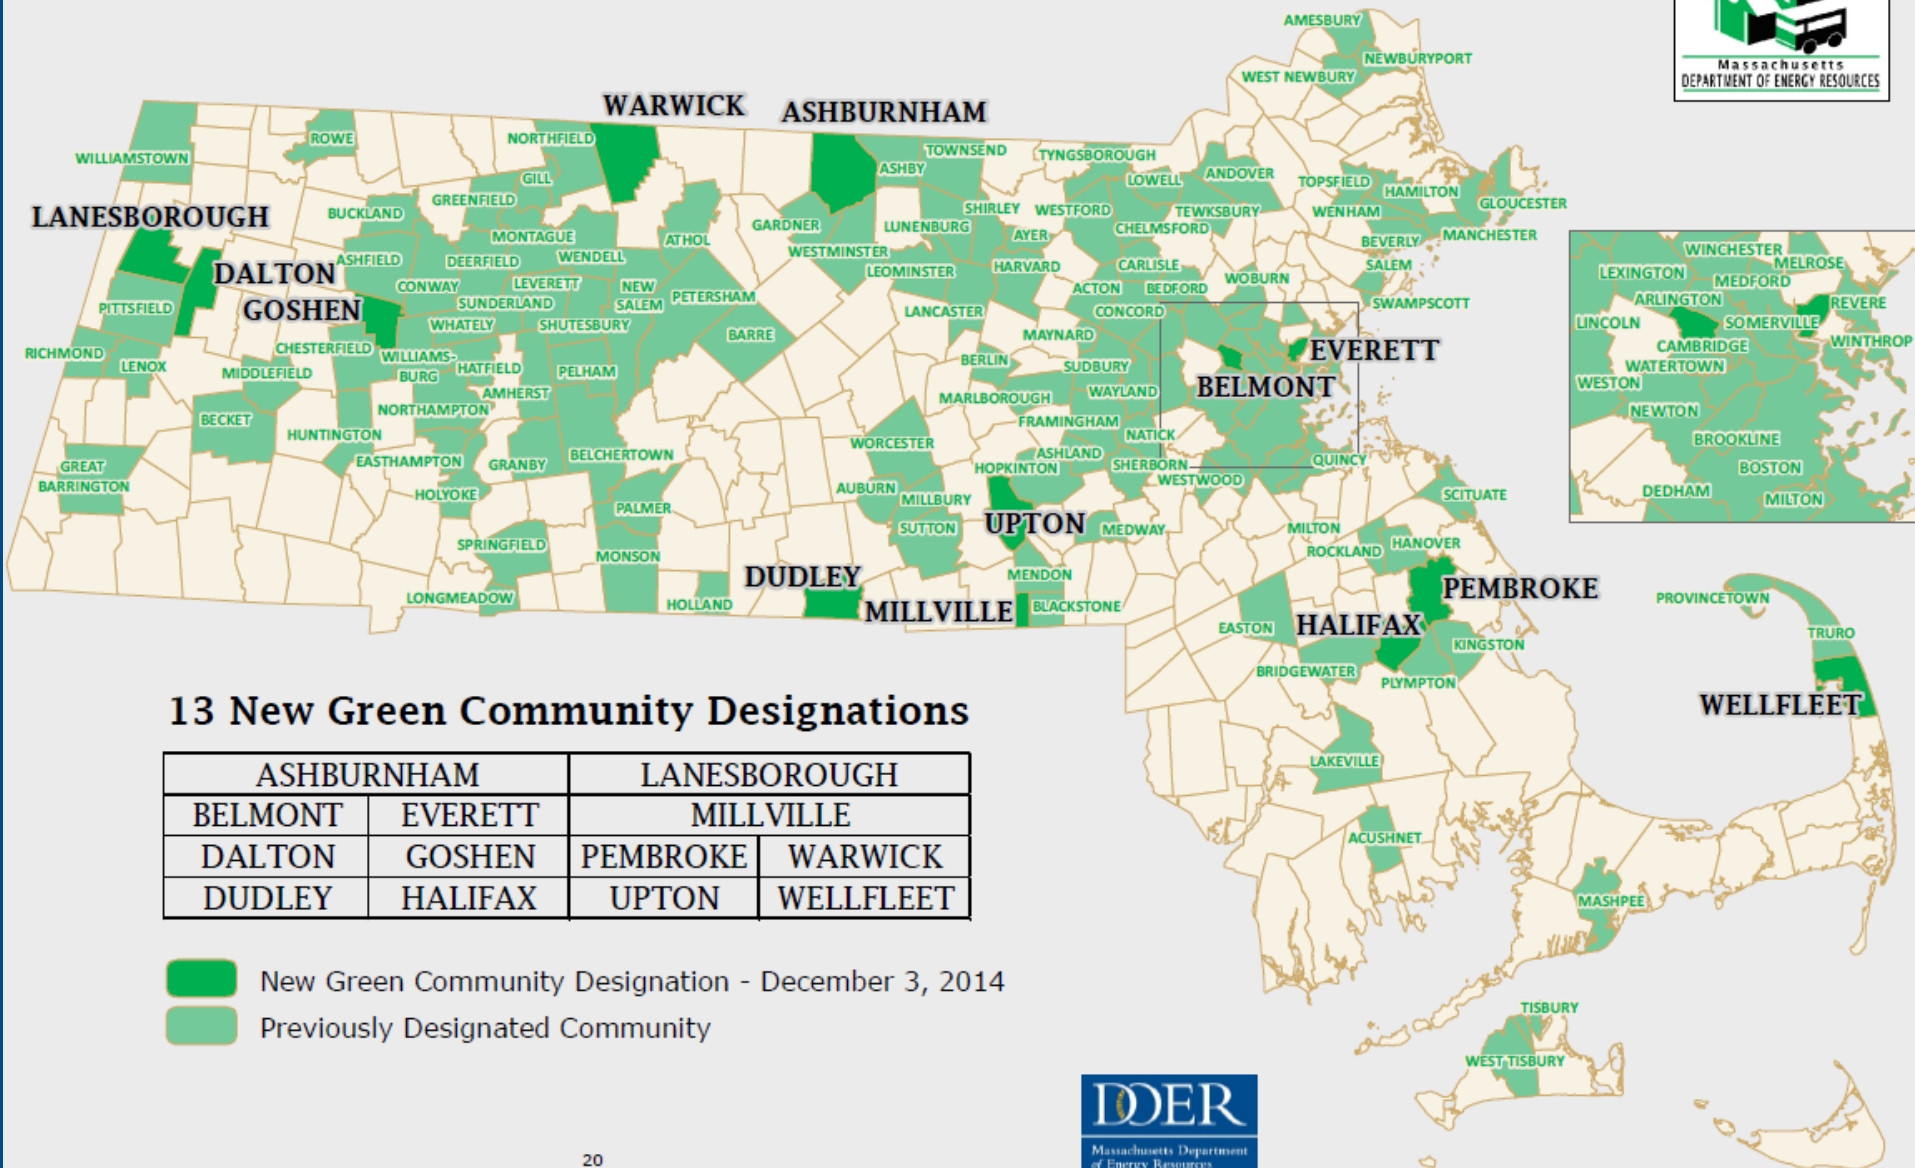 AMESBURY
NEWBURYPORT
WEST NEWBURY
Massachusetts
DEPARTMENT OF ENERGY RESOURCES
WARWICK
ASHBURNHAM
WILLIAMSTOWN
ROWE
NORTHFIELD
GILL
GREENFIELD
ASHBY
TOWNSEND
TYNGSBOROUGH
LOWELL
ANDOVER
TOPSFIELD
HAMILTON
GLOUCESTER
LANESBOROUGH
BUCKLAND
MONTAGUE
ATHOL
GARDNER
WESTMINSTER
LUNENBURG
SHIRLEY
WESTFORD
AYER
CHELMSFORD
TEWKSBURY
WENHAM
BEVERLY
MANCHESTER
SALEM
DALTON
ASHFIELD
DEERFIELD
WENDELL
CONWAY
LEVERETT
NEW
SALEM
PETERSHAM
LEOMINSTER
HARVARD
CARLISLE
ACTON
BEDFORD
WOBURN
SWAMPSCOTT
PITTSFIELD
GOSHEN
SUNDERLAND
WHATELY
SHUTESBURY
BARRE
LANCASTER
CONCORD
MAYNARD
RICHMOND
LENOX
CHESTERFIELD
MIDDLEFIELD
WILLIAMS-
BURG
HATFIELD
AMHERST
PELHAM
BERLIN
SUDBURY
EVERETT
BELMONT
BECKET
NORTHAMPTON
HUNTINGTON
MARLBOROUGH
WAYLAND
FRAMINGHAM
NATICK
WORCESTER
GREAT
BARRINGTON
EASTHAMPTON
GRANBY
BELCHERTOWN
HOPKINTON
ASHLAND
SHERBORN
QUINCY
WESTWOOD
HOLYOKE
PALMER
AUBURN
MILLBURY
SCITUATE
SUTTON
UPTON
MEDWAY
MILTON
SPRINGFIELD
MONSON
ROCKLAND
HANOVER
DUDLEY
MENDON
PEMBROKE
LONGMEADOW
HOLLAND
MILLVILLE
BLACKSTONE
EASTON
HALIFAX
KINGSTON
BRIDGEWATER
PLYMPTON
LAKEVILLE
ACUSHNET
MASHPEE
TISBURY
WEST TISBURY
PROVINCETOWN
TRURO
WELLFLEET
WINCHESTER
MELROSE
LEXINGTON
MEDFORD
ARLINGTON
REVERE
LINCOLN
SOMERVILLE
CAMBRIDGE
WINTHROP
WATERTOWN
WESTON
NEWTON
BROOKLINE
BOSTON
DEDHAM
MILTON
13 New Green Community Designations
ASHBURNHAM LANESBOROUGH
BELMONT EVERETT MILLVILLE
DALTON GOSHEN PEMBROKE WARWICK
DUDLEY HALIFAX UPTON WELLFLEET
New Green Community Designation - December 3, 2014
Previously Designated Community
DOER
Massachusetts Department
of Energy Resources
20